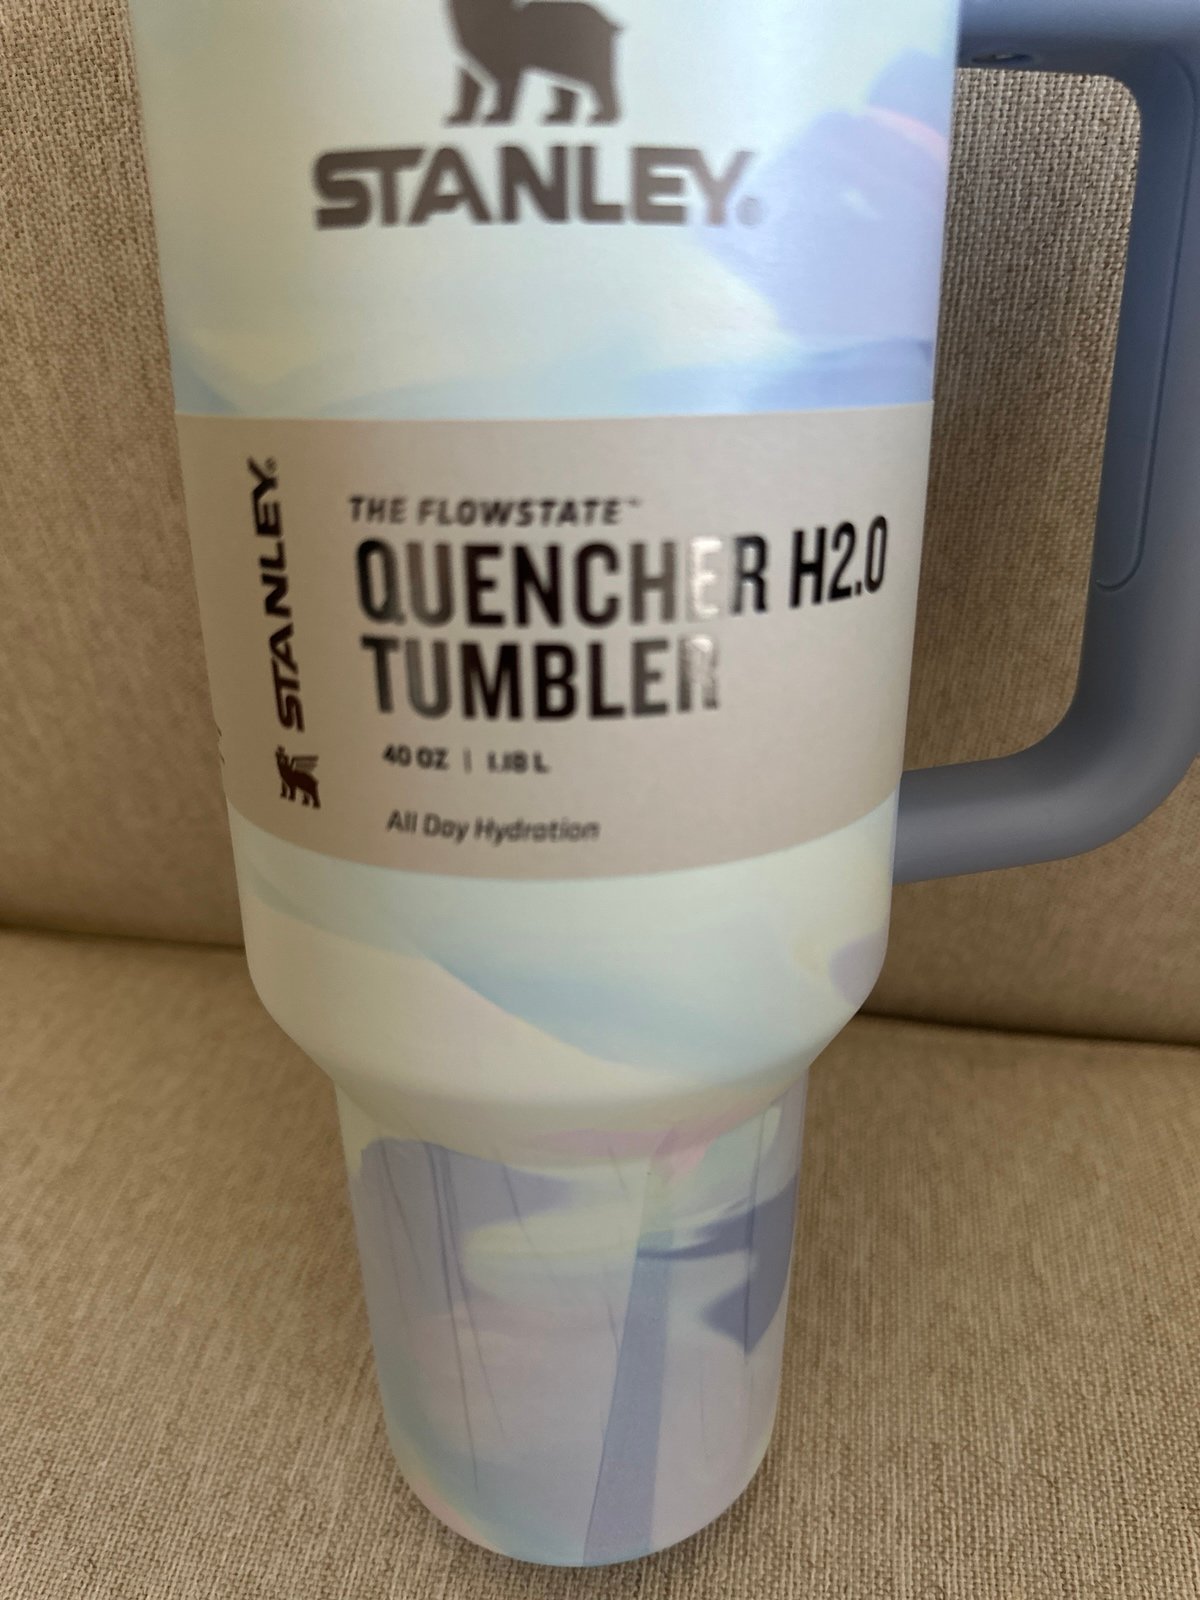 STANLEY®
STANLEY®
THE FLOWSTATE™
QUENCHER H2.0
TUMBLER
40 OZ | 1.18 L
All Day Hydration